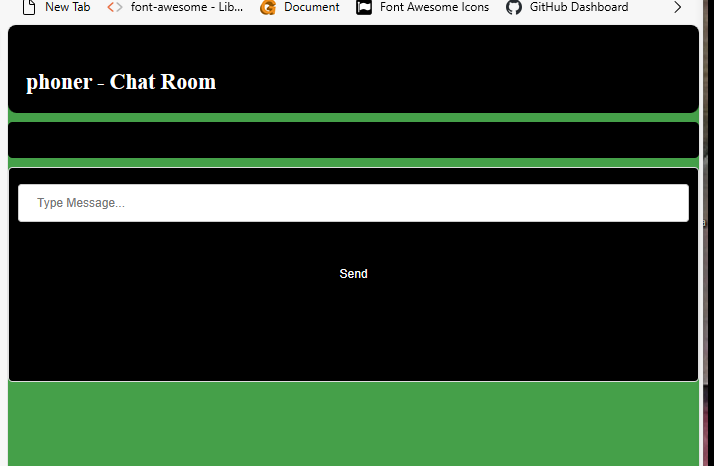 New Tab font-awesome - Lib... Document Font Awesome Icons GitHub Dashboard
phoner - Chat Room
Type Message...
Send